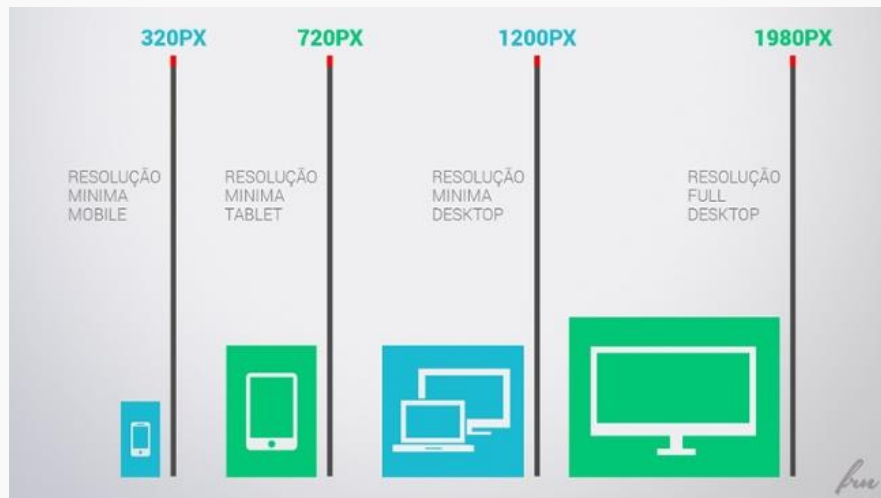 320PX
720PX
1200PX
1980PX
RESOLUÇÃO
MINIMA
MOBILE
RESOLUÇÃO
MINIMA
TABLET
RESOLUÇÃO
MINIMA
DESKTOP
RESOLUÇÃO
FULL
DESKTOP